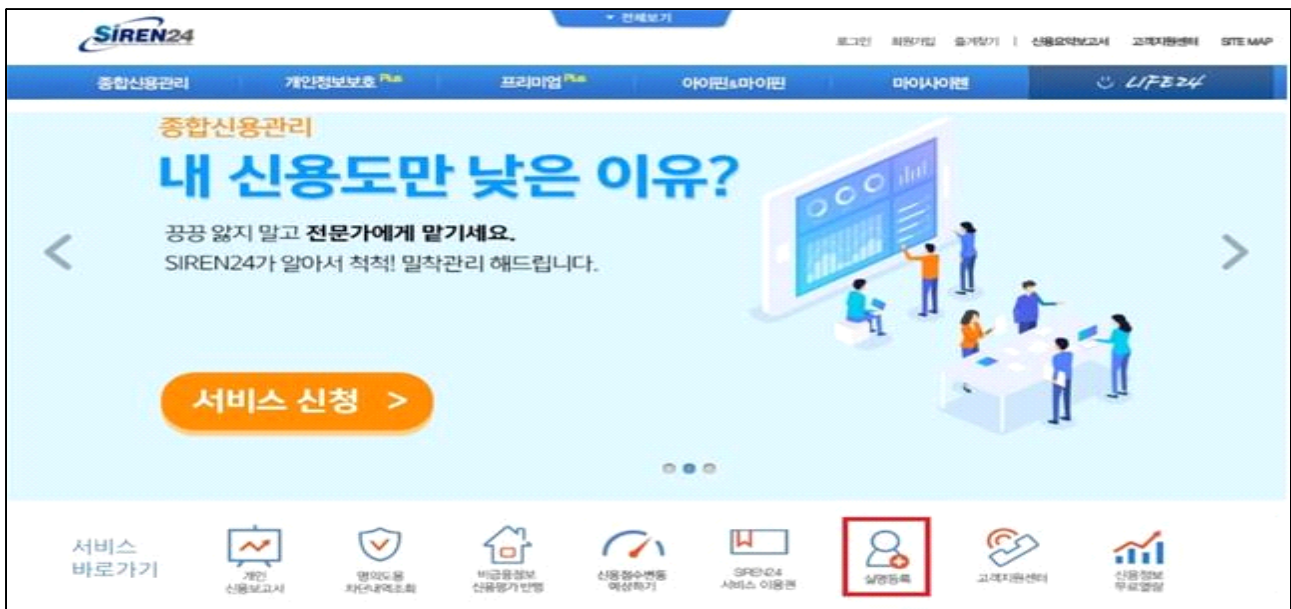 전체보기
SIREN24
로그인 회원가입 즐겨찾기 | 신용요약보고서 고객지원센터 SITE MAP
종합신용관리 개인정보보호 Plus 프리미엄 Plus 아이핀&마이핀 마이사이렌 LIFE24
종합신용관리
내 신용도만 낮은 이유?
끙끙 앓지 말고 전문가에게 맡기세요.
SIREN24가 알아서 척척! 밀착관리 해드립니다.
서비스 신청 >
서비스
바로가기
개인
신용보고서
명의도용
차단내역조회
비금융정보
신용평가 반영
신용점수변동
예상하기
SIREN24
서비스 이용권
실명등록
고객지원센터
신용정보
무료열람